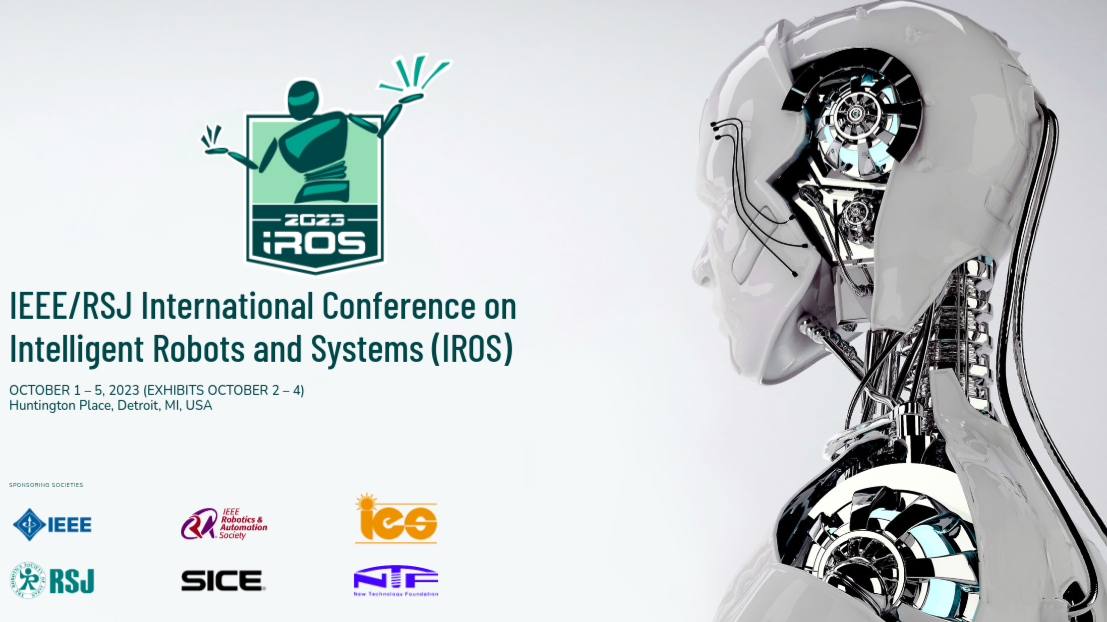 2023
iROS
IEEE/RSJ International Conference on
Intelligent Robots and Systems (IROS)
OCTOBER 1 – 5, 2023 (EXHIBITS OCTOBER 2 – 4)
Huntington Place, Detroit, MI, USA
SPONSORING SOCIETIES
IEEE
IEEE
Robotics &
Automation
Society
ies
RSJ
SICE
NTF
New Technology Foundation